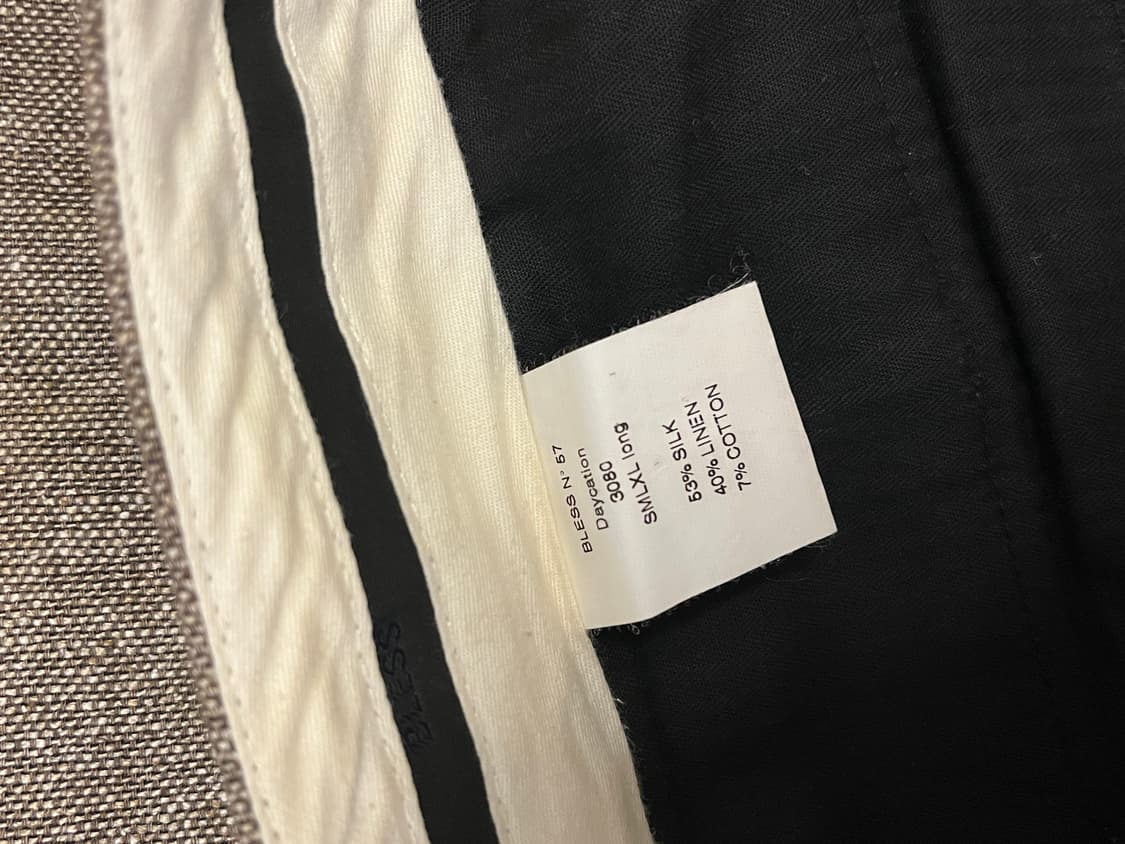 BLESS N° 57
Daycation
3080
SMLXL long
53% SILK
40% LINEN
7% COTTON
BLESS